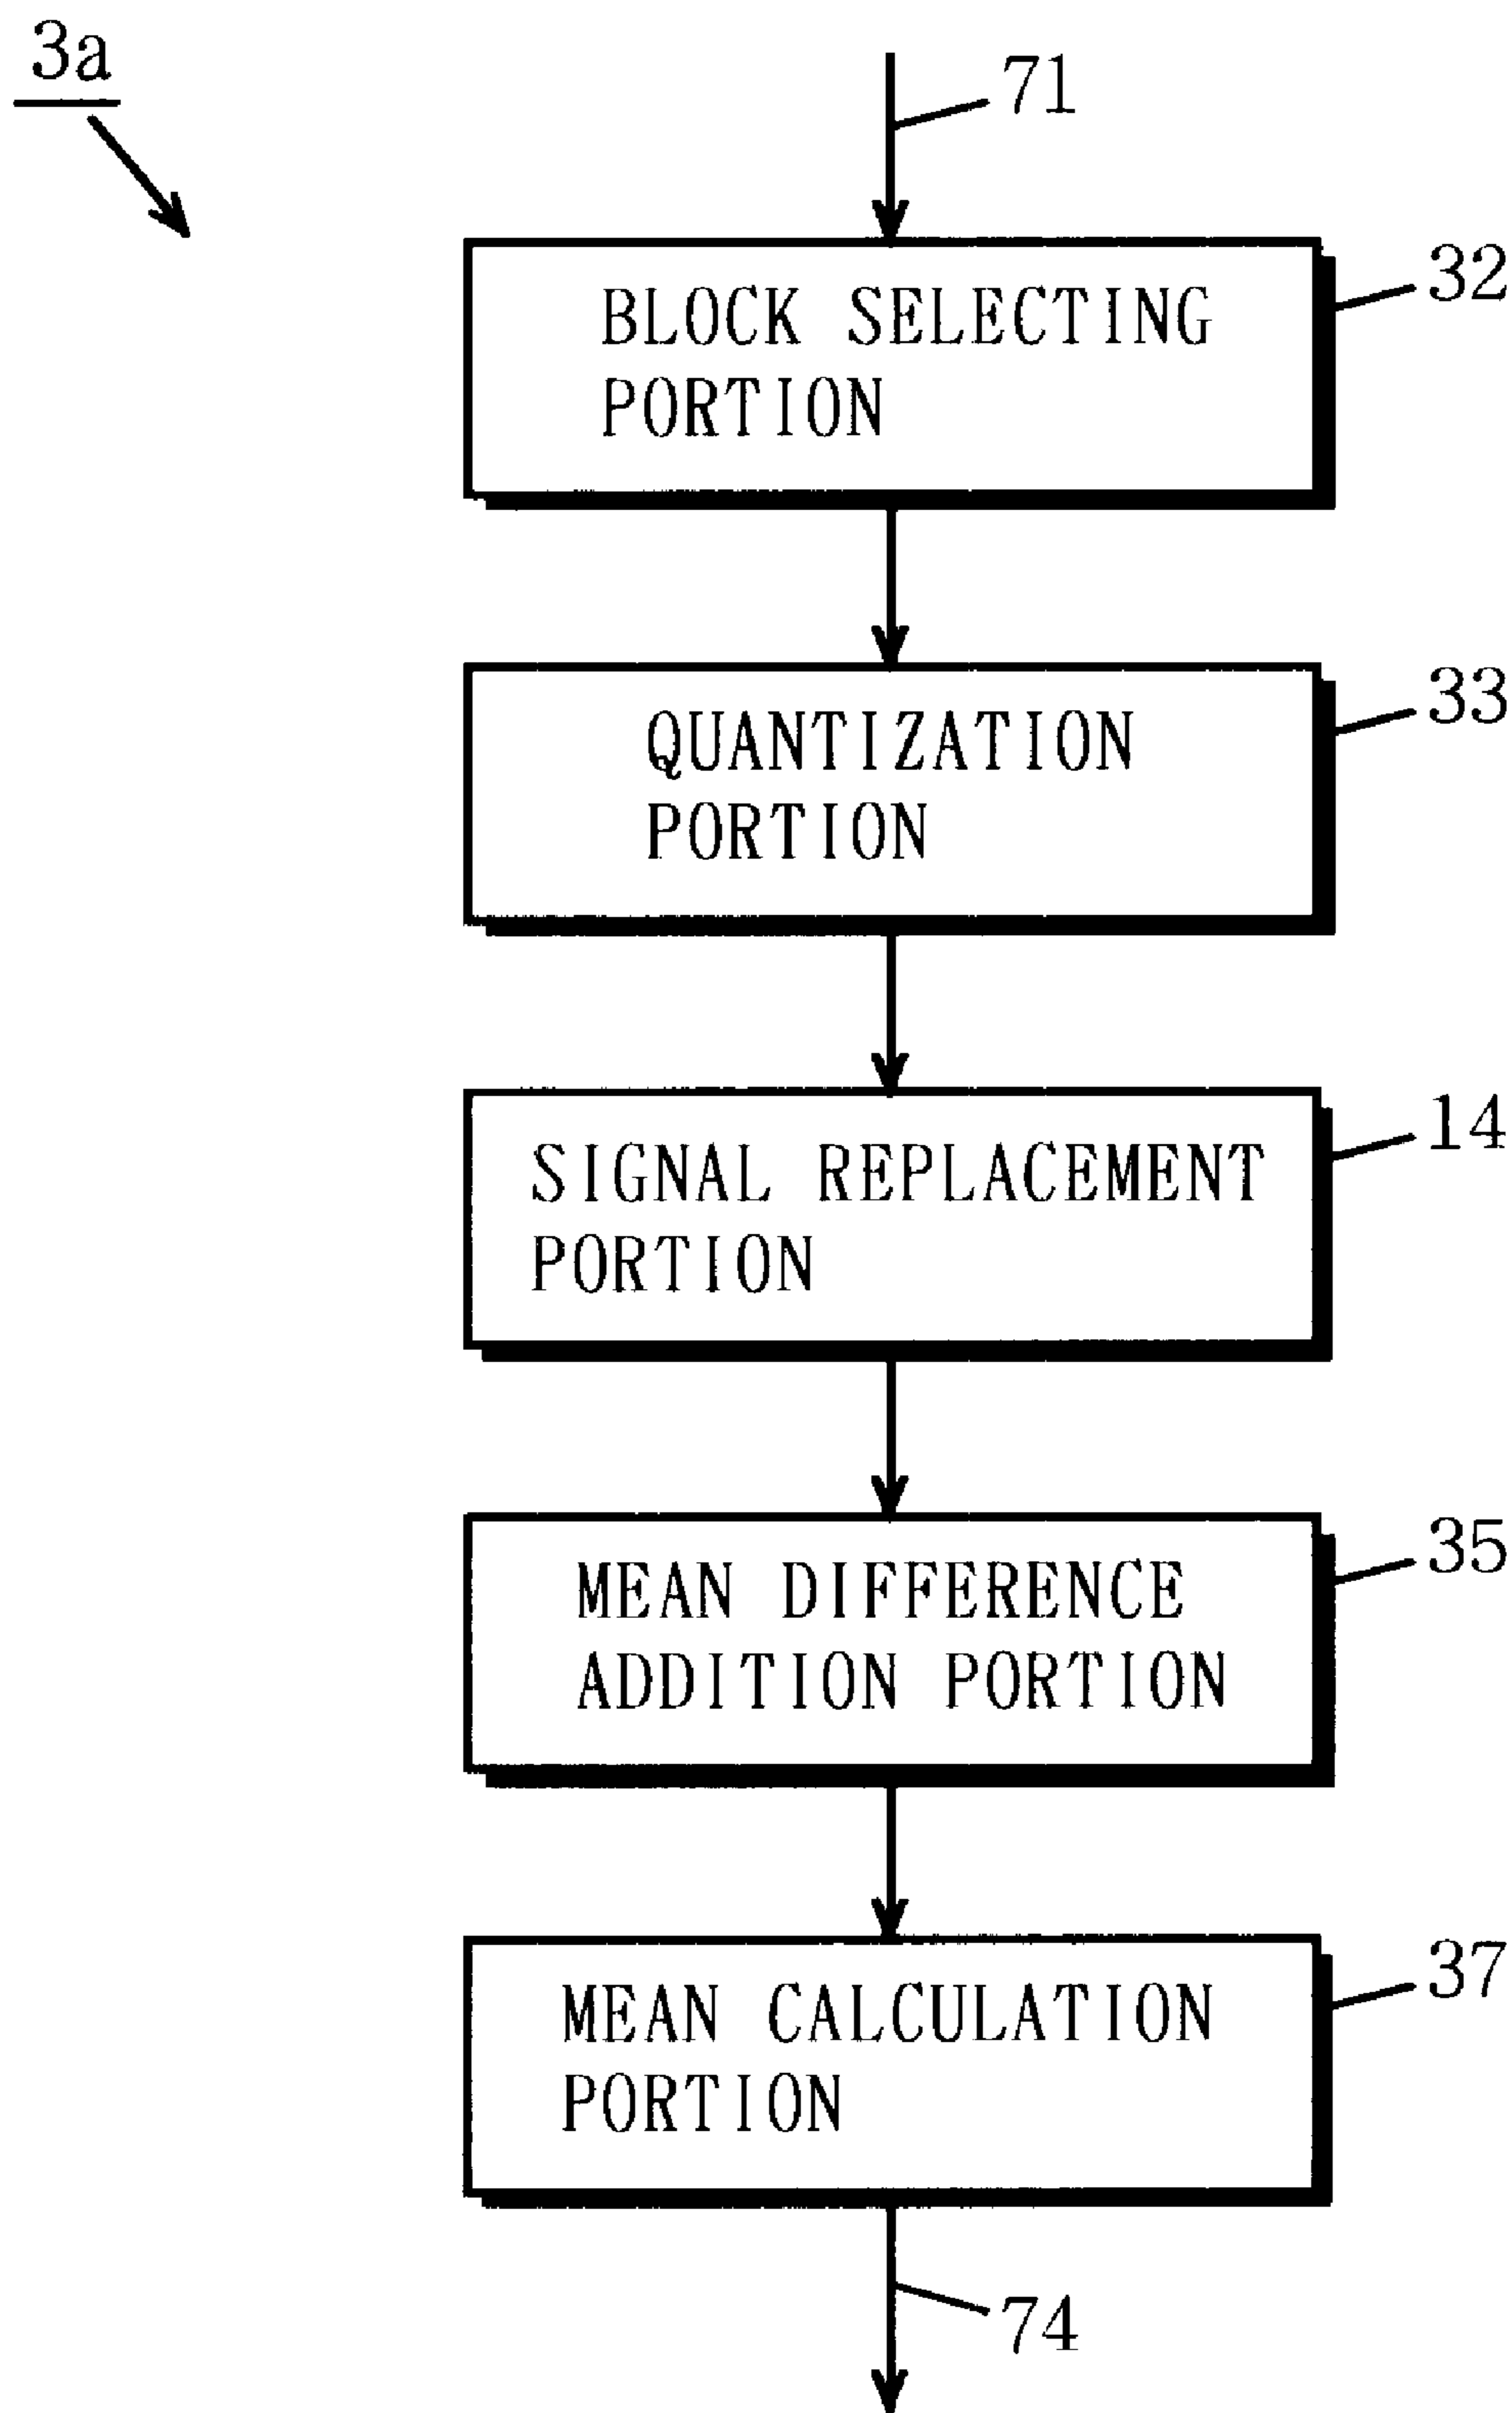 3a
71
BLOCK SELECTING
PORTION
32
QUANTIZATION
PORTION
33
SIGNAL REPLACEMENT
PORTION
14
MEAN DIFFERENCE
ADDITION PORTION
35
MEAN CALCULATION
PORTION
37
74